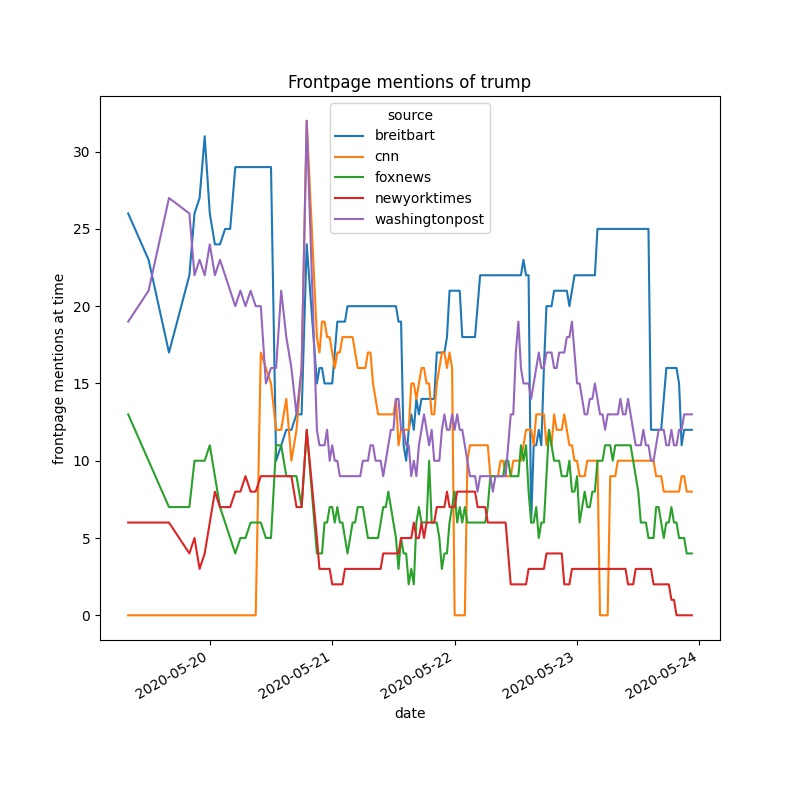 Frontpage mentions of trump
source
breitbart
cnn
foxnews
newyorktimes
washingtonpost
frontpage mentions at time
30
25
20
15
10
5
0
2020-05-20
2020-05-21
2020-05-22
2020-05-23
2020-05-24
date